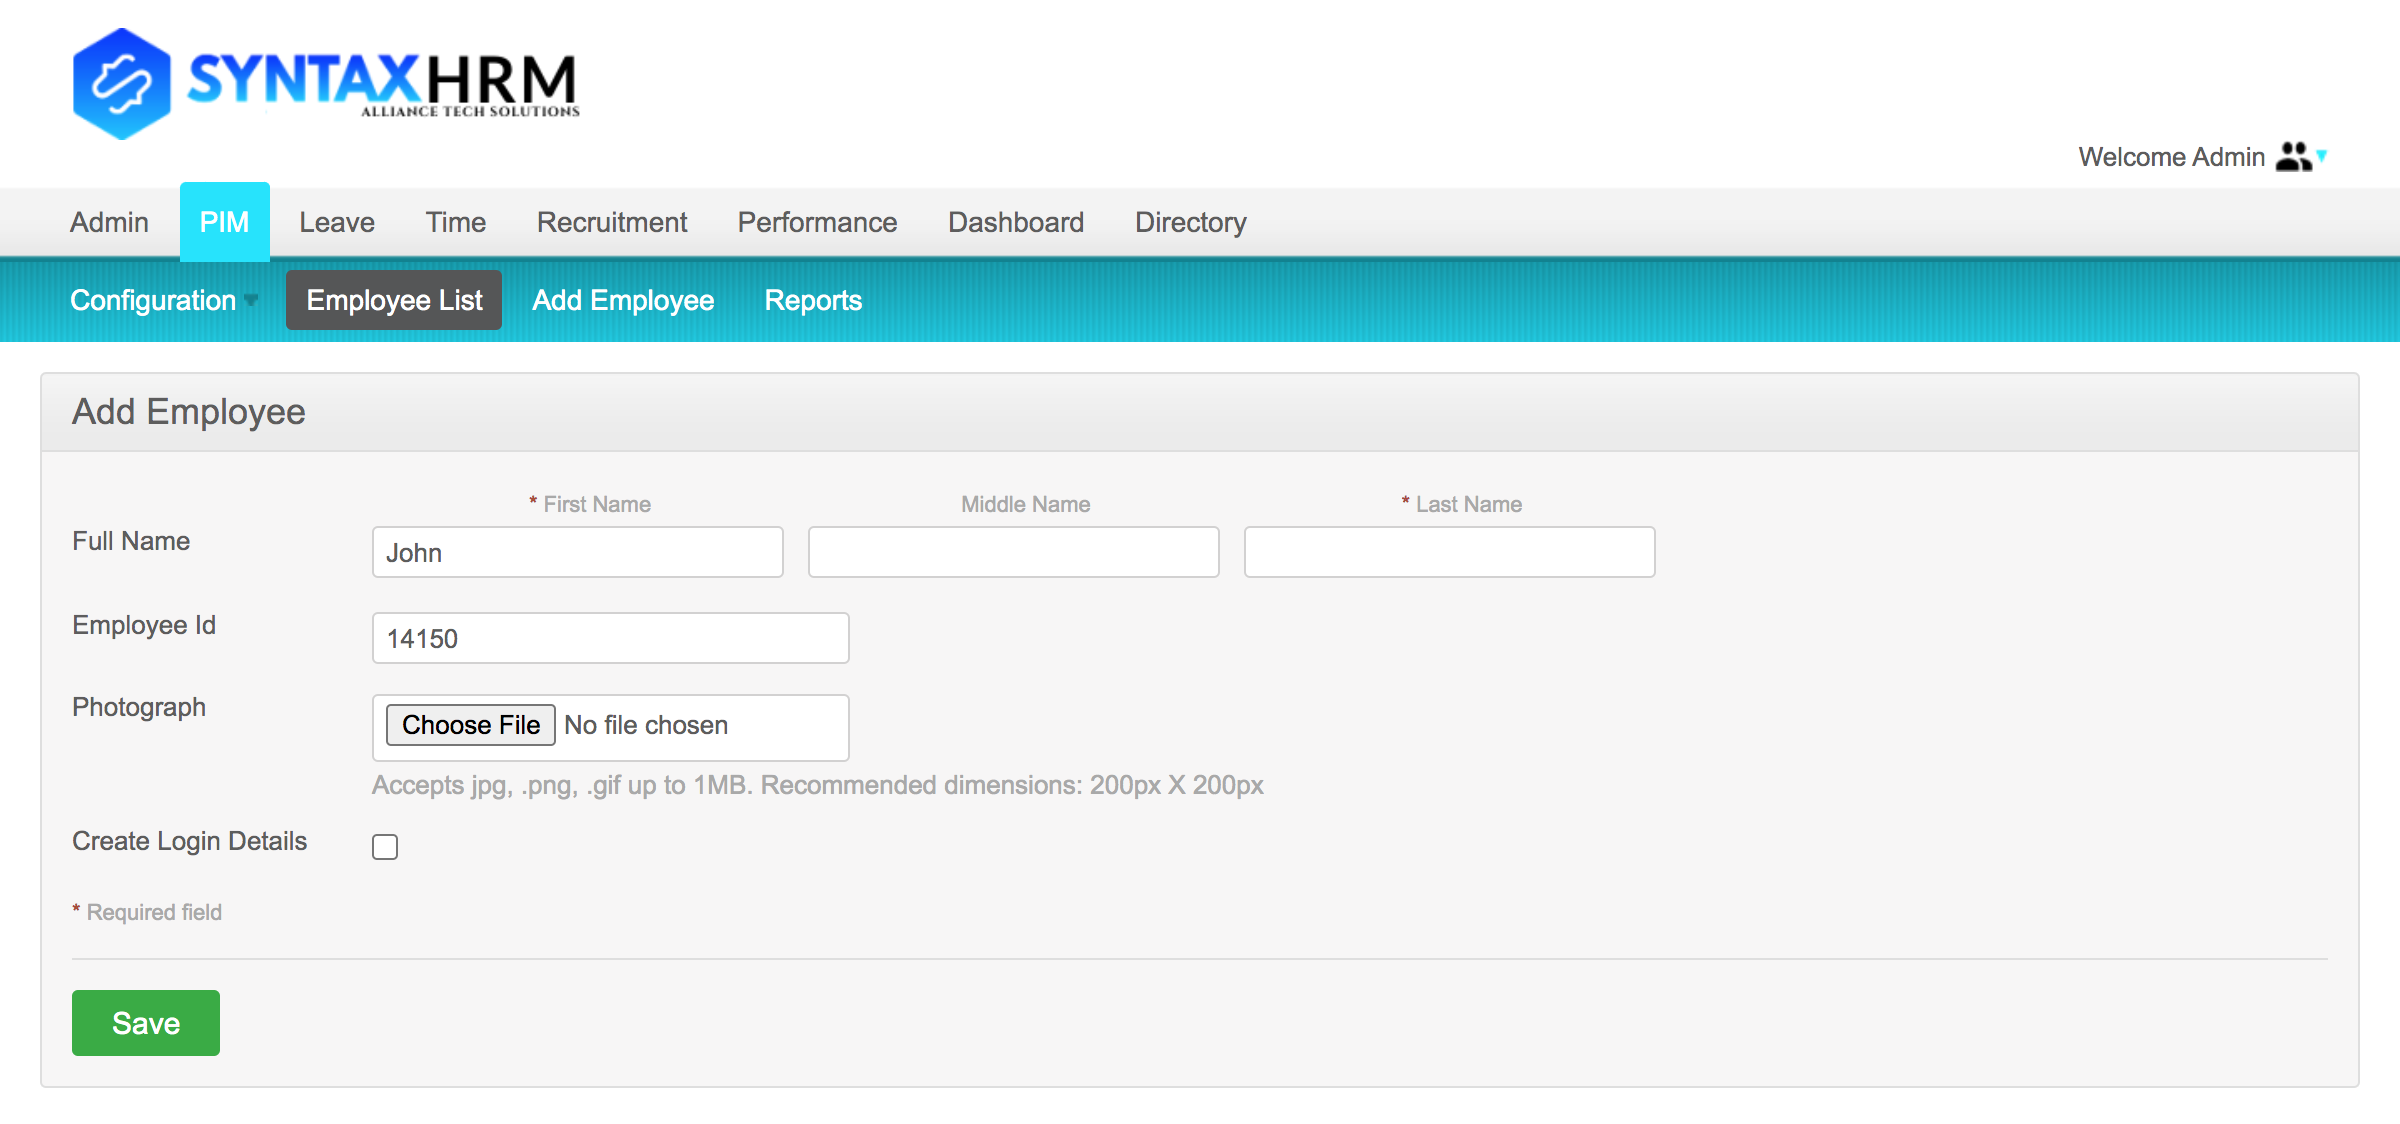 SYNTAXHRM
ALLIANCE TECH SOLUTIONS
Welcome Admin
Admin PIM Leave Time Recruitment Performance Dashboard Directory
Configuration Employee List Add Employee Reports
Add Employee
* First Name Middle Name * Last Name
Full Name John
Employee Id 14150
Photograph Choose File No file chosen
Accepts jpg, .png, .gif up to 1MB. Recommended dimensions: 200px X 200px
Create Login Details
* Required field
Save